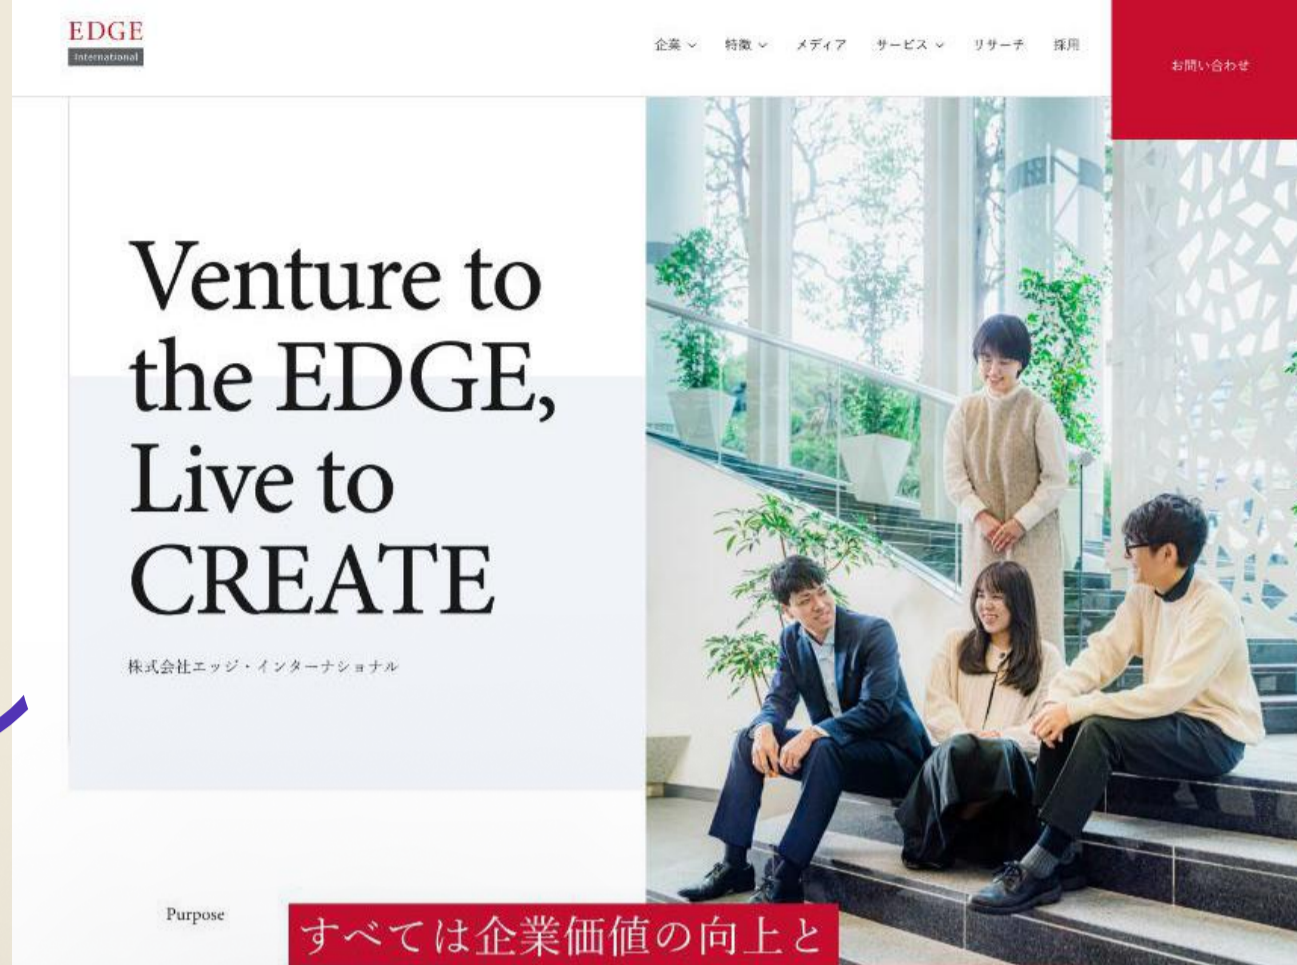 EDGE
International
企業
特徴
メディア
サービス
リサーチ
採用
お問い合わせ
Venture to
the EDGE,
Live to
CREATE
株式会社エッジ・インターナショナル
Purpose
すべては企業価値の向上と